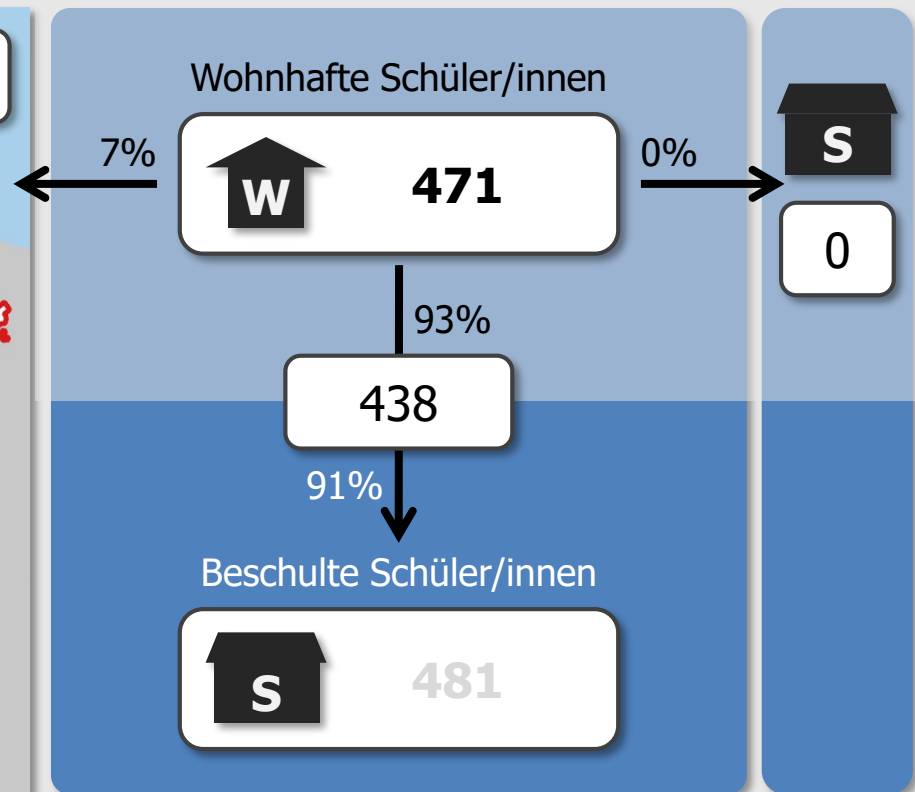 Wohnhafte Schüler/innen
7%
W
471
0%
S
0
93%
438
91%
Beschulte Schüler/innen
S
481